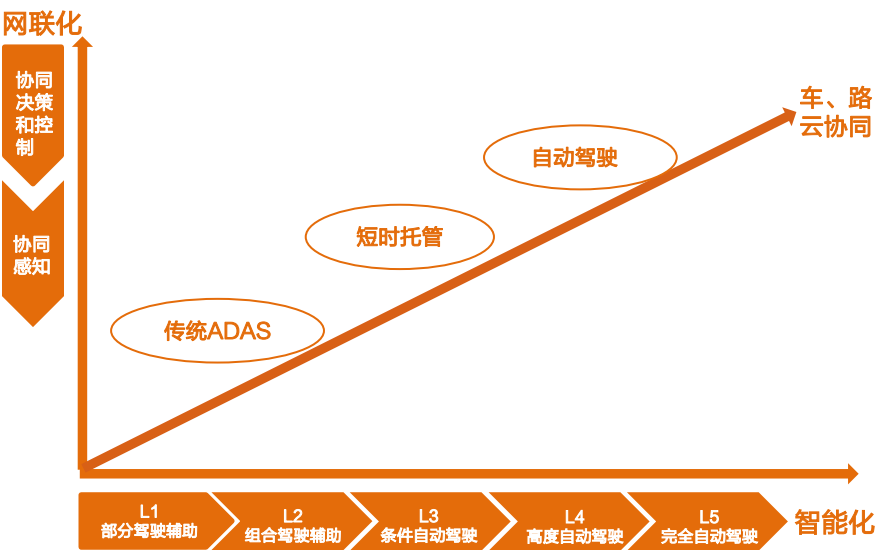 网联化
协同
决策
和控
制
协同
感知
车、路
云协同
自动驾驶
短时托管
传统ADAS
L1
部分驾驶辅助
L2
组合驾驶辅助
L3
条件自动驾驶
L4
高度自动驾驶
L5
完全自动驾驶
智能化